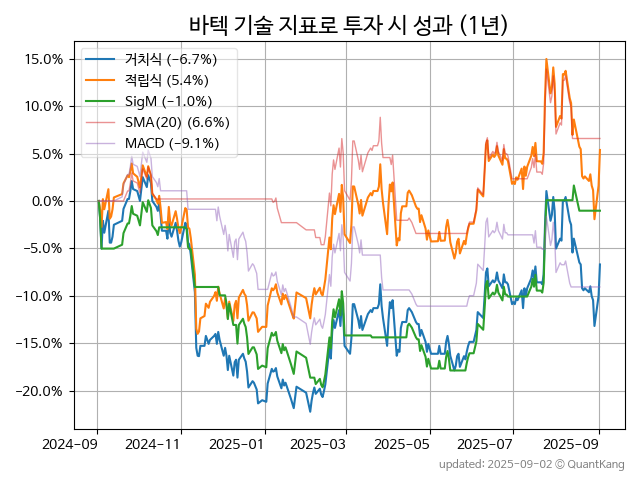 바텍 기술 지표로 투자 시 성과 (1년)
거치식 (−6.7%)
적립식 (5.4%)
SigM (−1.0%)
SMA(20) (6.6%)
MACD (−9.1%)
15.0%
10.0%
5.0%
0.0%
−5.0%
−10.0%
−15.0%
−20.0%
2024-09 2024-11 2025-01 2025-03 2025-05 2025-07 2025-09
updated: 2025-09-02 © QuantKang